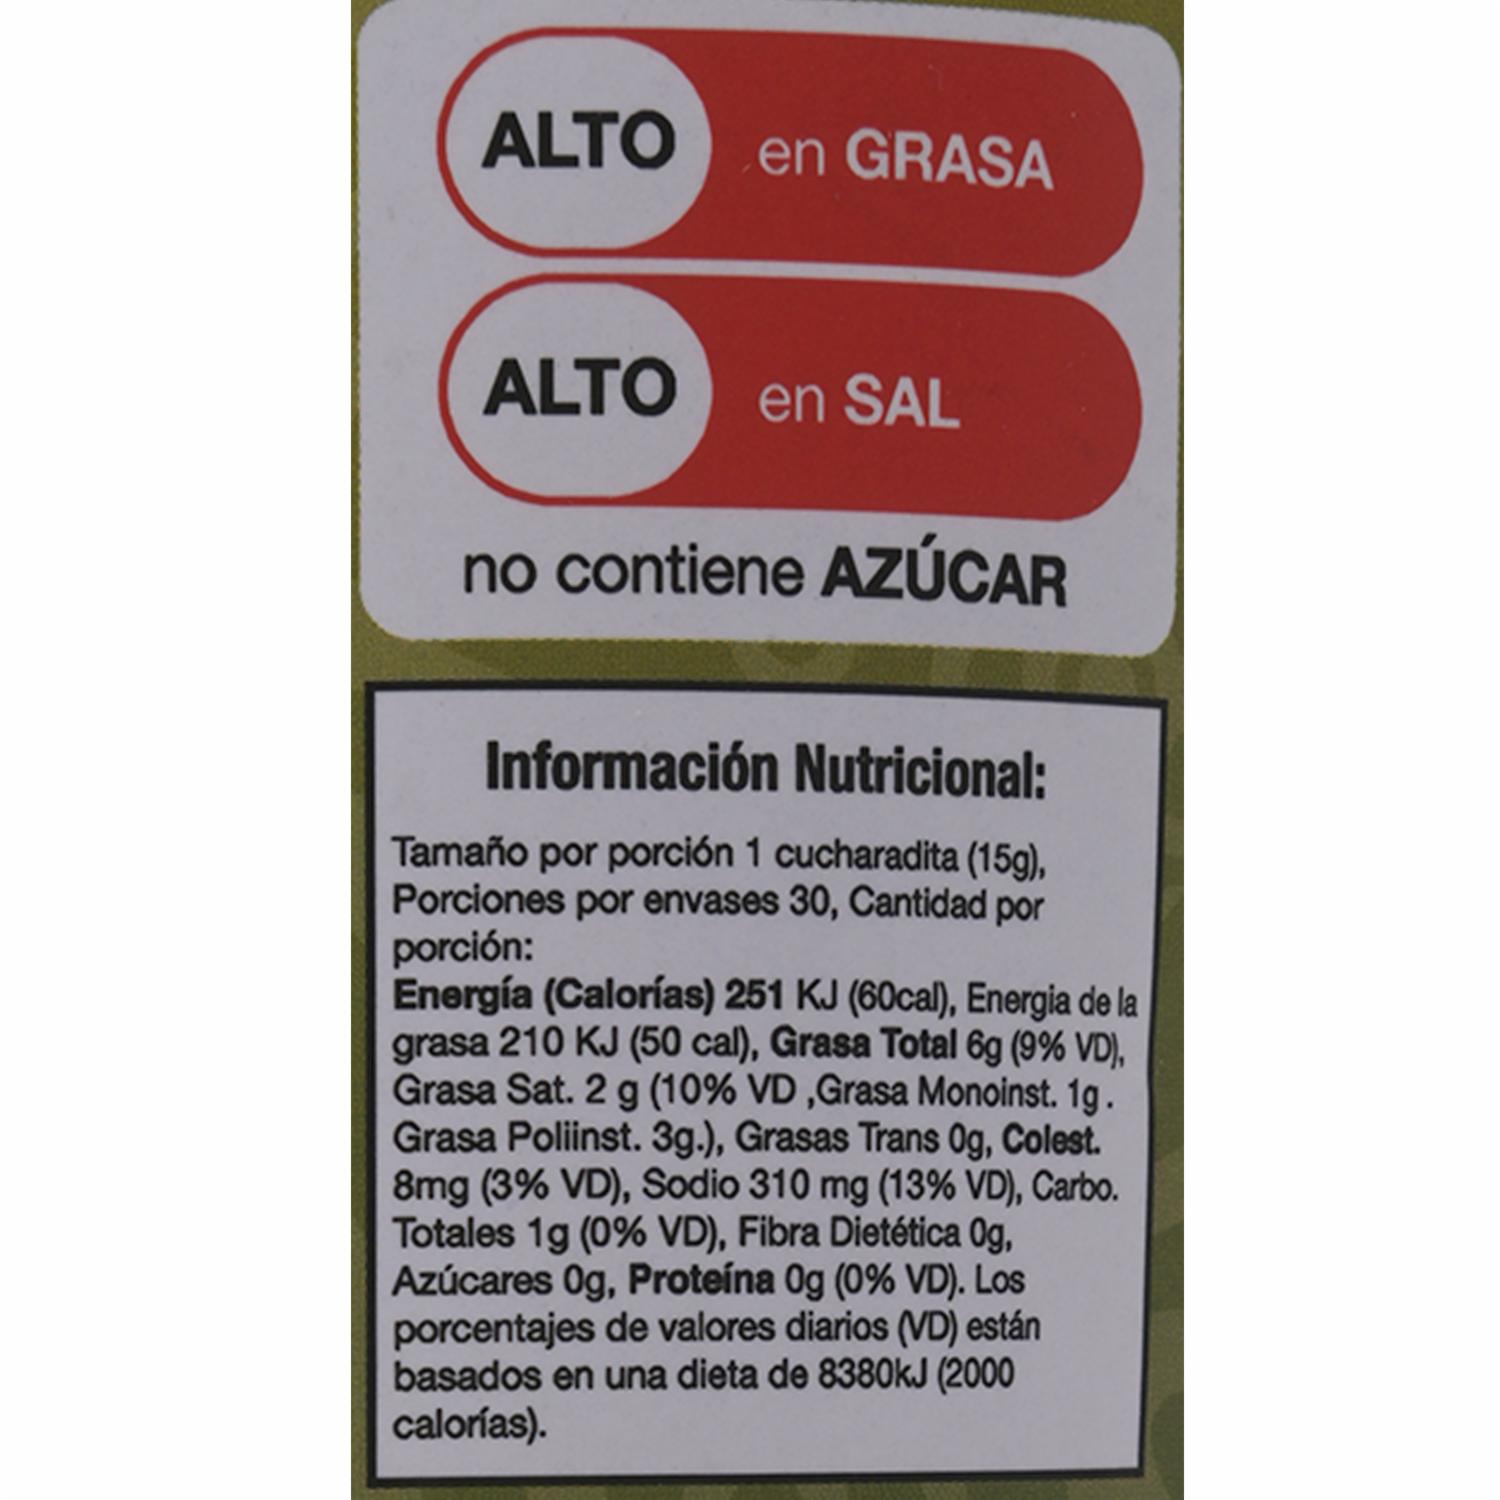 ALTO en GRASA
ALTO en SAL
no contiene AZÚCAR
Información Nutricional:
Tamaño por porción 1 cucharadita (15g),
Porciones por envases 30, Cantidad por
porción:
Energía (Calorías) 251 KJ (60cal), Energia de la
grasa 210 KJ (50 cal), Grasa Total 6g (9% VD),
Grasa Sat. 2 g (10% VD ,Grasa Monoinst. 1g .
Grasa Poliinst. 3g.), Grasas Trans 0g, Colest.
8mg (3% VD), Sodio 310 mg (13% VD), Carbo.
Totales 1g (0% VD), Fibra Dietética 0g,
Azúcares 0g, Proteína 0g (0% VD). Los
porcentajes de valores diarios (VD) están
basados en una dieta de 8380kJ (2000
calorías).